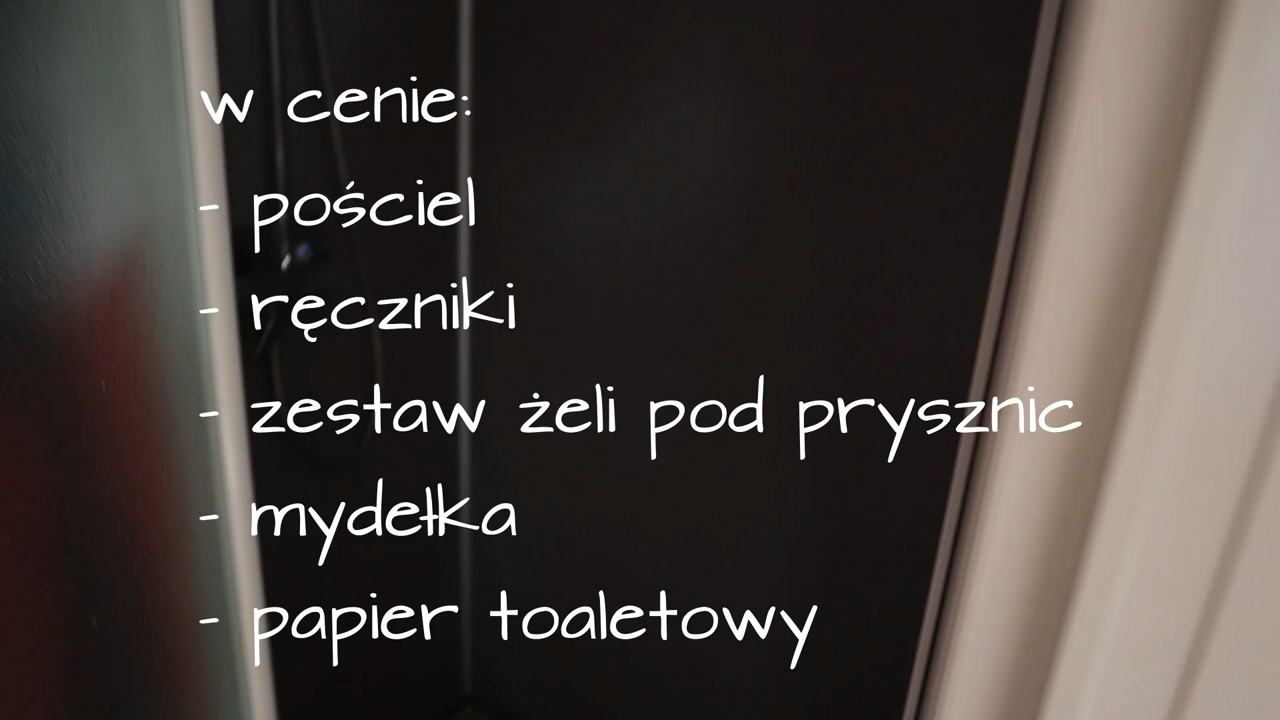 w cenie:
- pościel
- ręczniki
- zestaw żeli pod prysznic
- mydełka
- papier toaletowy